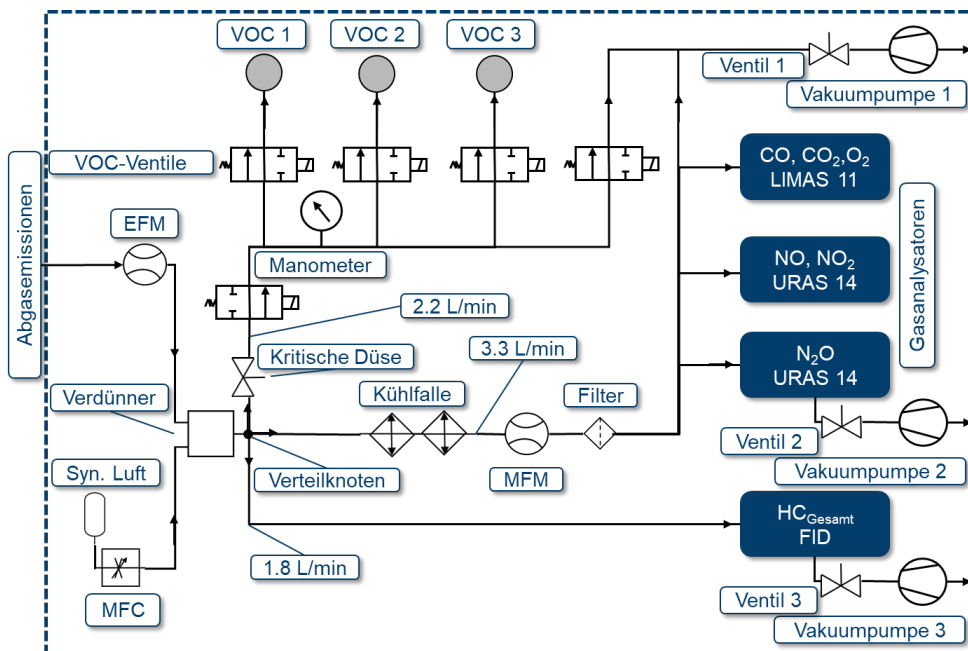 VOC 1
VOC 2
VOC 3
Ventil 1
Vakuumpumpe 1
VOC-Ventile
CO, CO₂,O₂
LIMAS 11
Abgasemissionen
EFM
Manometer
NO, NO₂
URAS 14
Gasanalysatoren
2.2 L/min
3.3 L/min
Kritische Düse
N₂O
URAS 14
Verdünner
Kühlfalle
Filter
Ventil 2
Vakuumpumpe 2
Syn. Luft
Verteilknoten
MFM
HC_Gesamt
FID
1.8 L/min
MFC
Ventil 3
Vakuumpumpe 3